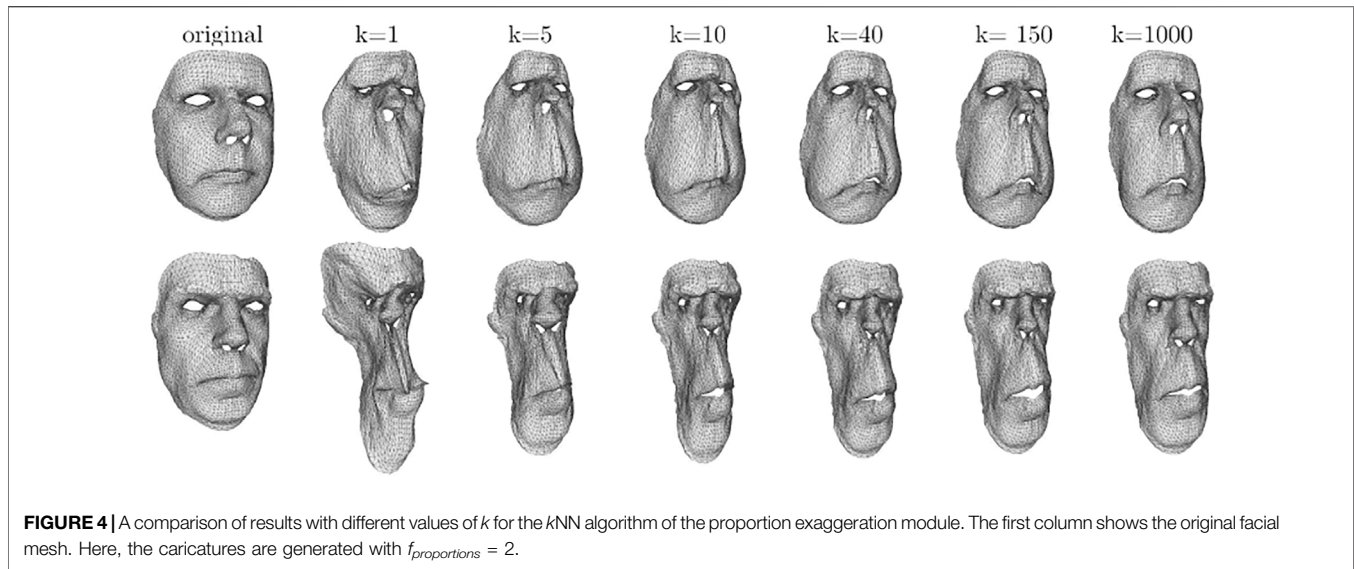 original k=1 k=5 k=10 k=40 k= 150 k=1000
FIGURE 4 | A comparison of results with different values of k for the kNN algorithm of the proportion exaggeration module. The first column shows the original facial
mesh. Here, the caricatures are generated with fproportions = 2.